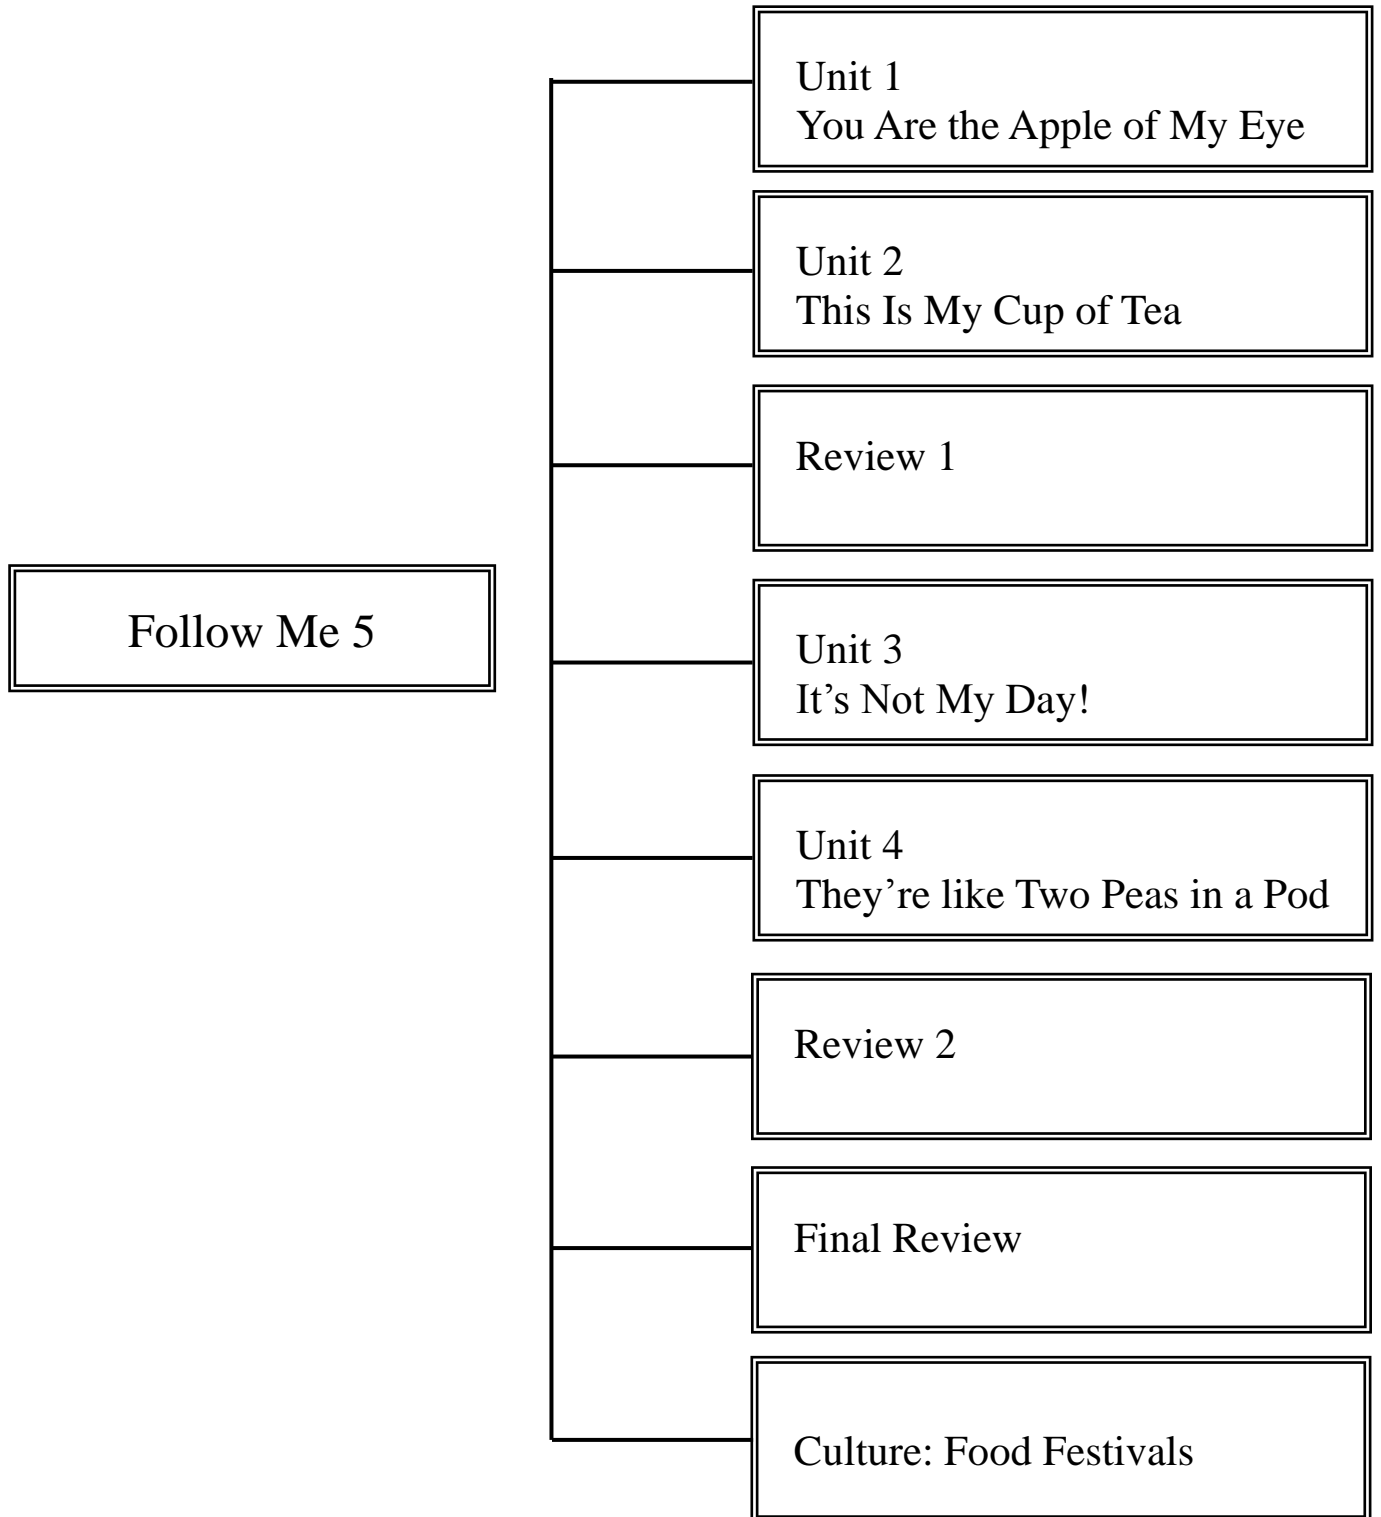 Follow Me 5
Unit 1
You Are the Apple of My Eye
Unit 2
This Is My Cup of Tea
Review 1
Unit 3
It’s Not My Day!
Unit 4
They’re like Two Peas in a Pod
Review 2
Final Review
Culture: Food Festivals